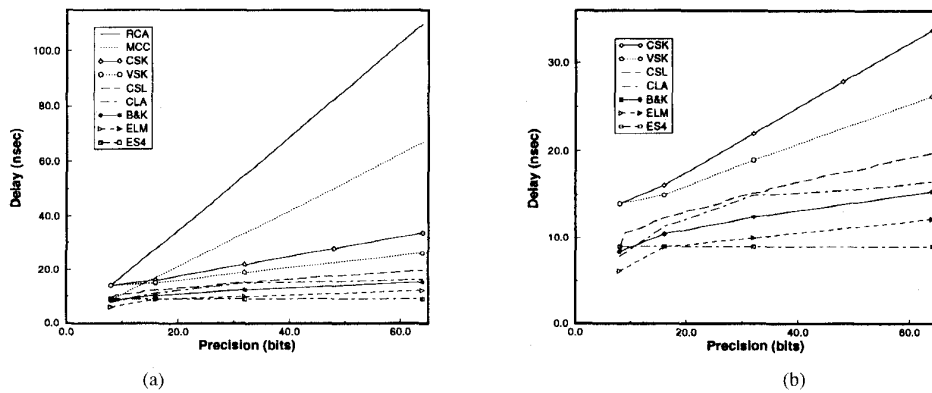 100.0
80.0
60.0
40.0
20.0
0.0
Delay (nsec)
RCA
MCC
CSK
VSK
CSL
CLA
B&K
ELM
ES4
0.0
20.0
40.0
60.0
Precision (bits)
(a)
30.0
20.0
10.0
0.0
Delay (nsec)
CSK
VSK
CSL
CLA
B&K
ELM
ES4
0.0
20.0
40.0
60.0
Precision (bits)
(b)